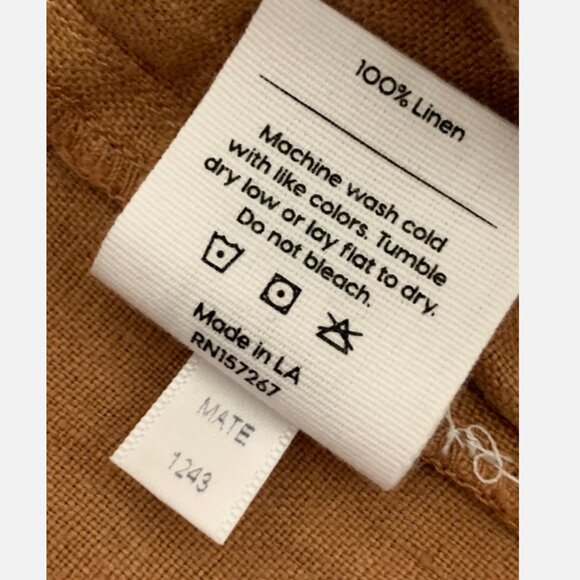 100% Linen
Machine wash cold
with like colors. Tumble
dry low or lay flat to dry.
Do not bleach.
Made in LA
RN157267
MATE
1243